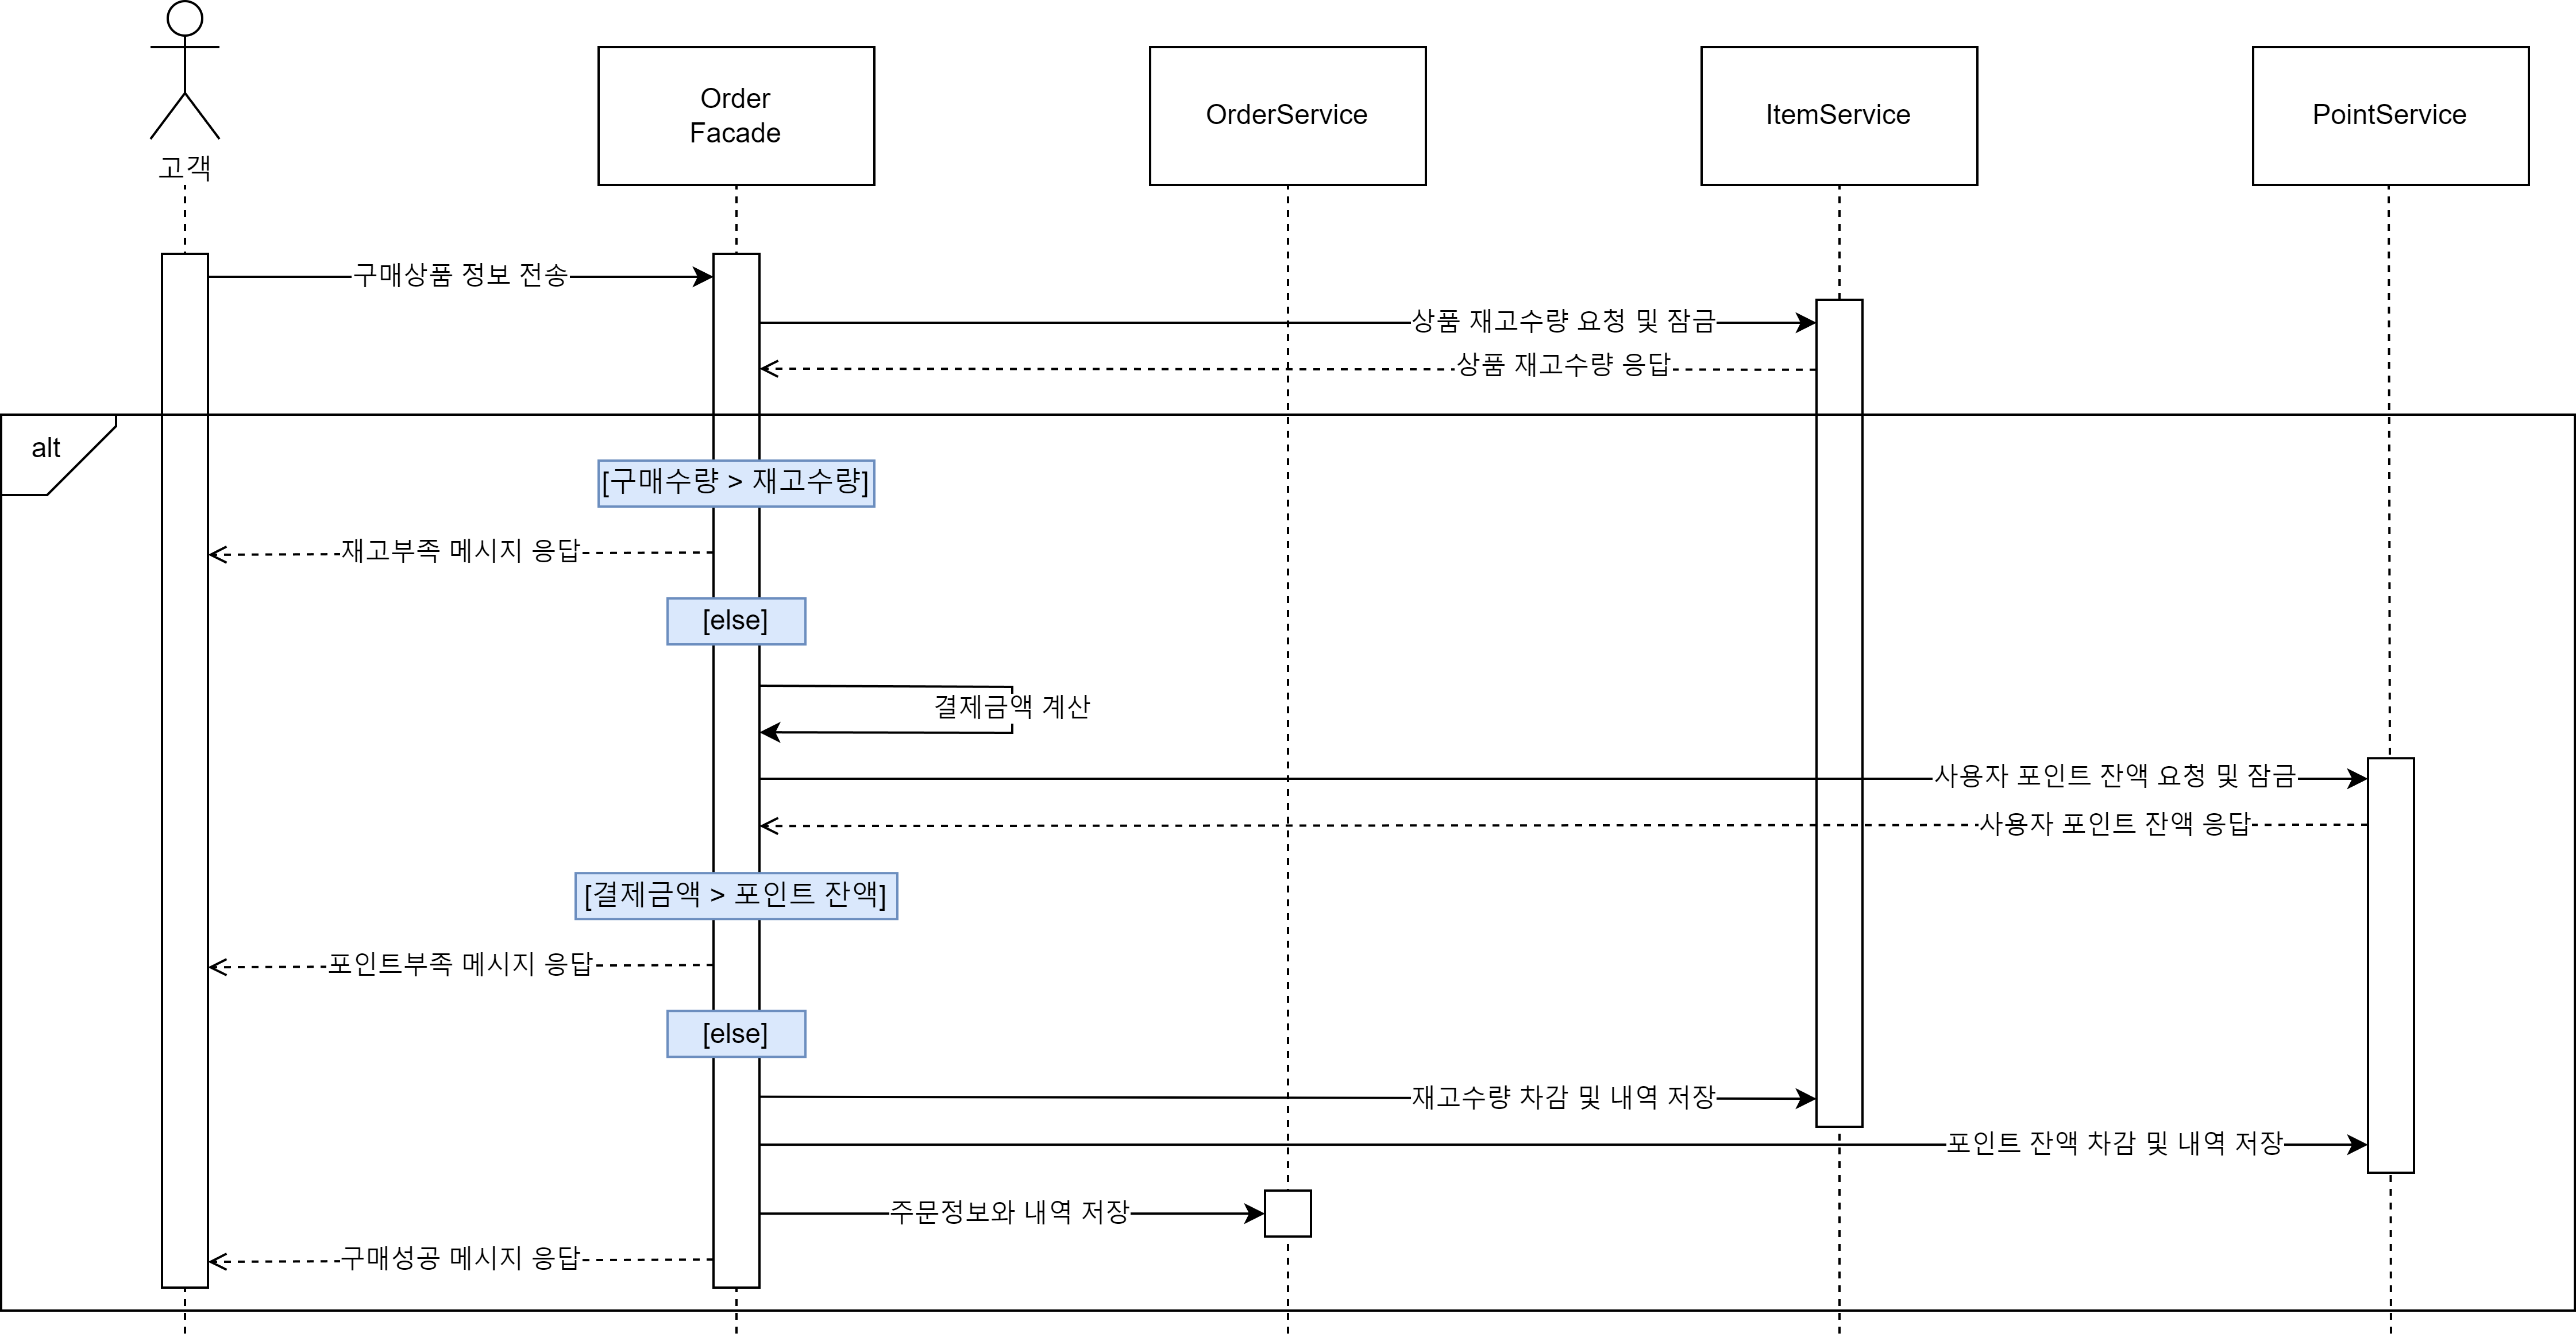 고객
Order
Facade
OrderService
ItemService
PointService
구매상품 정보 전송
상품 재고수량 요청 및 잠금
상품 재고수량 응답
alt
[구매수량 > 재고수량]
재고부족 메시지 응답
[else]
결제금액 계산
사용자 포인트 잔액 요청 및 잠금
사용자 포인트 잔액 응답
[결제금액 > 포인트 잔액]
포인트부족 메시지 응답
[else]
재고수량 차감 및 내역 저장
포인트 잔액 차감 및 내역 저장
주문정보와 내역 저장
구매성공 메시지 응답